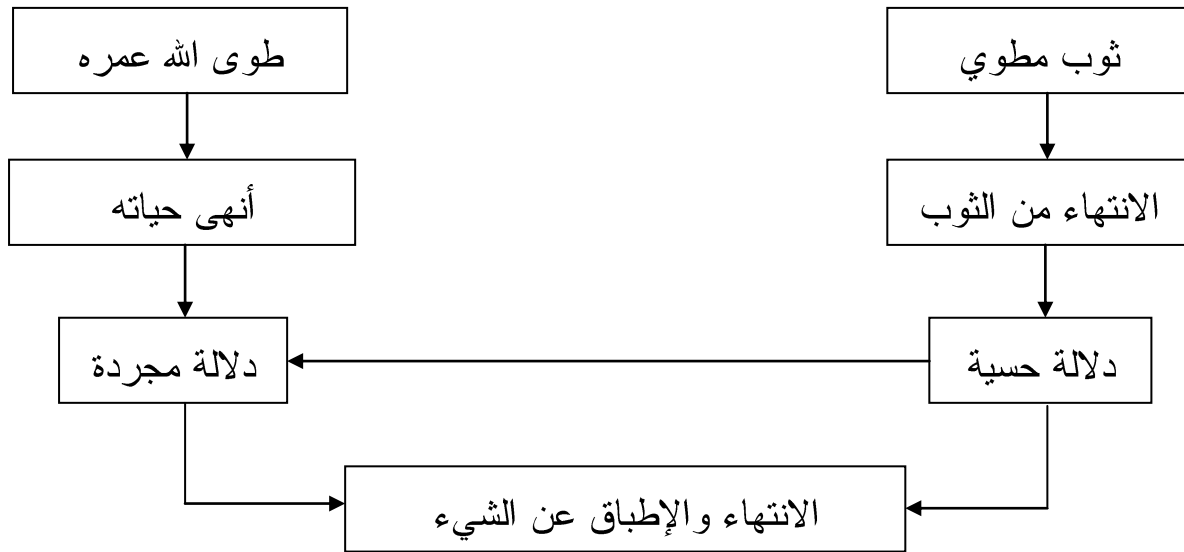 ثوب مطوي
طوى الله عمره
الانتهاء من الثوب
أنهى حياته
دلالة حسية
دلالة مجردة
الانتهاء والإطباق عن الشيء